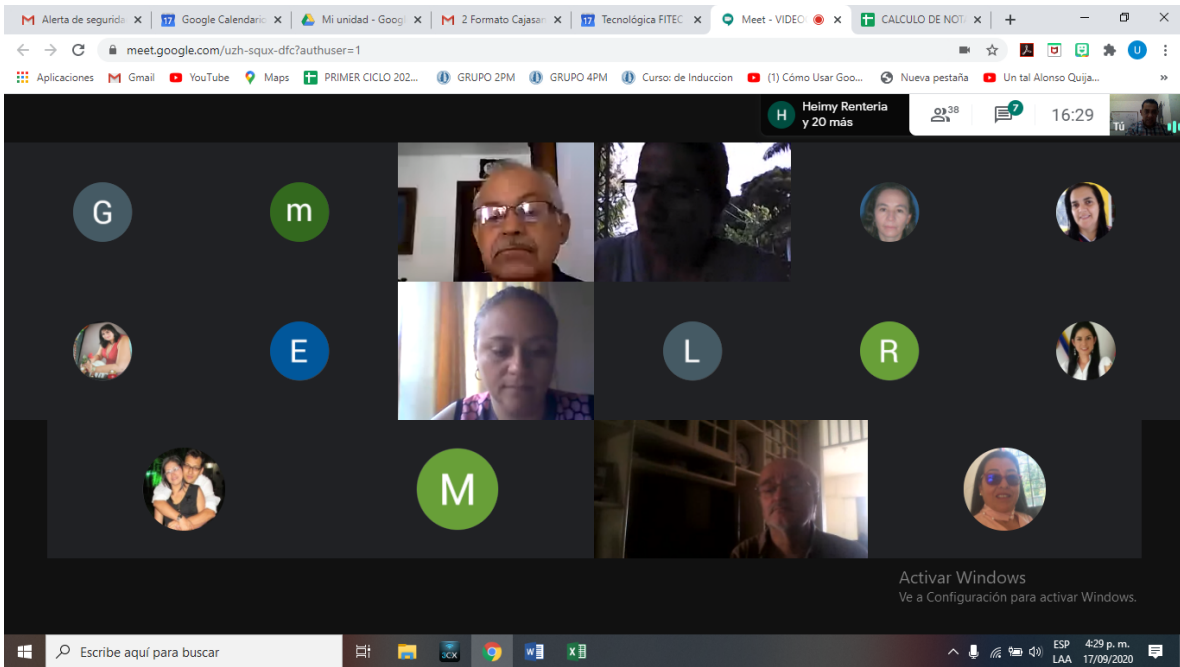 Alerta de segurida
Google Calendario
Mi unidad - Goog
2 Formato Cajasan
Tecnológica FITEC
Meet - VIDEO
CALCULO DE NOTA
meet.google.com/uzh-squx-dfc?authuser=1
U
Aplicaciones
Gmail
YouTube
Maps
PRIMER CICLO 202...
GRUPO 2PM
GRUPO 4PM
Curso: de Induccion
(1) Cómo Usar Goo...
Nueva pestaña
Un tal Alonso Quija...
»
H
Heimy Renteria
y 20 más
38
7
16:29
Tú
G
m
E
L
R
M
Activar Windows
Ve a Configuración para activar Windows.
Escribe aquí para buscar
3CX
ESP
LAA
4:29 p. m.
17/09/2020